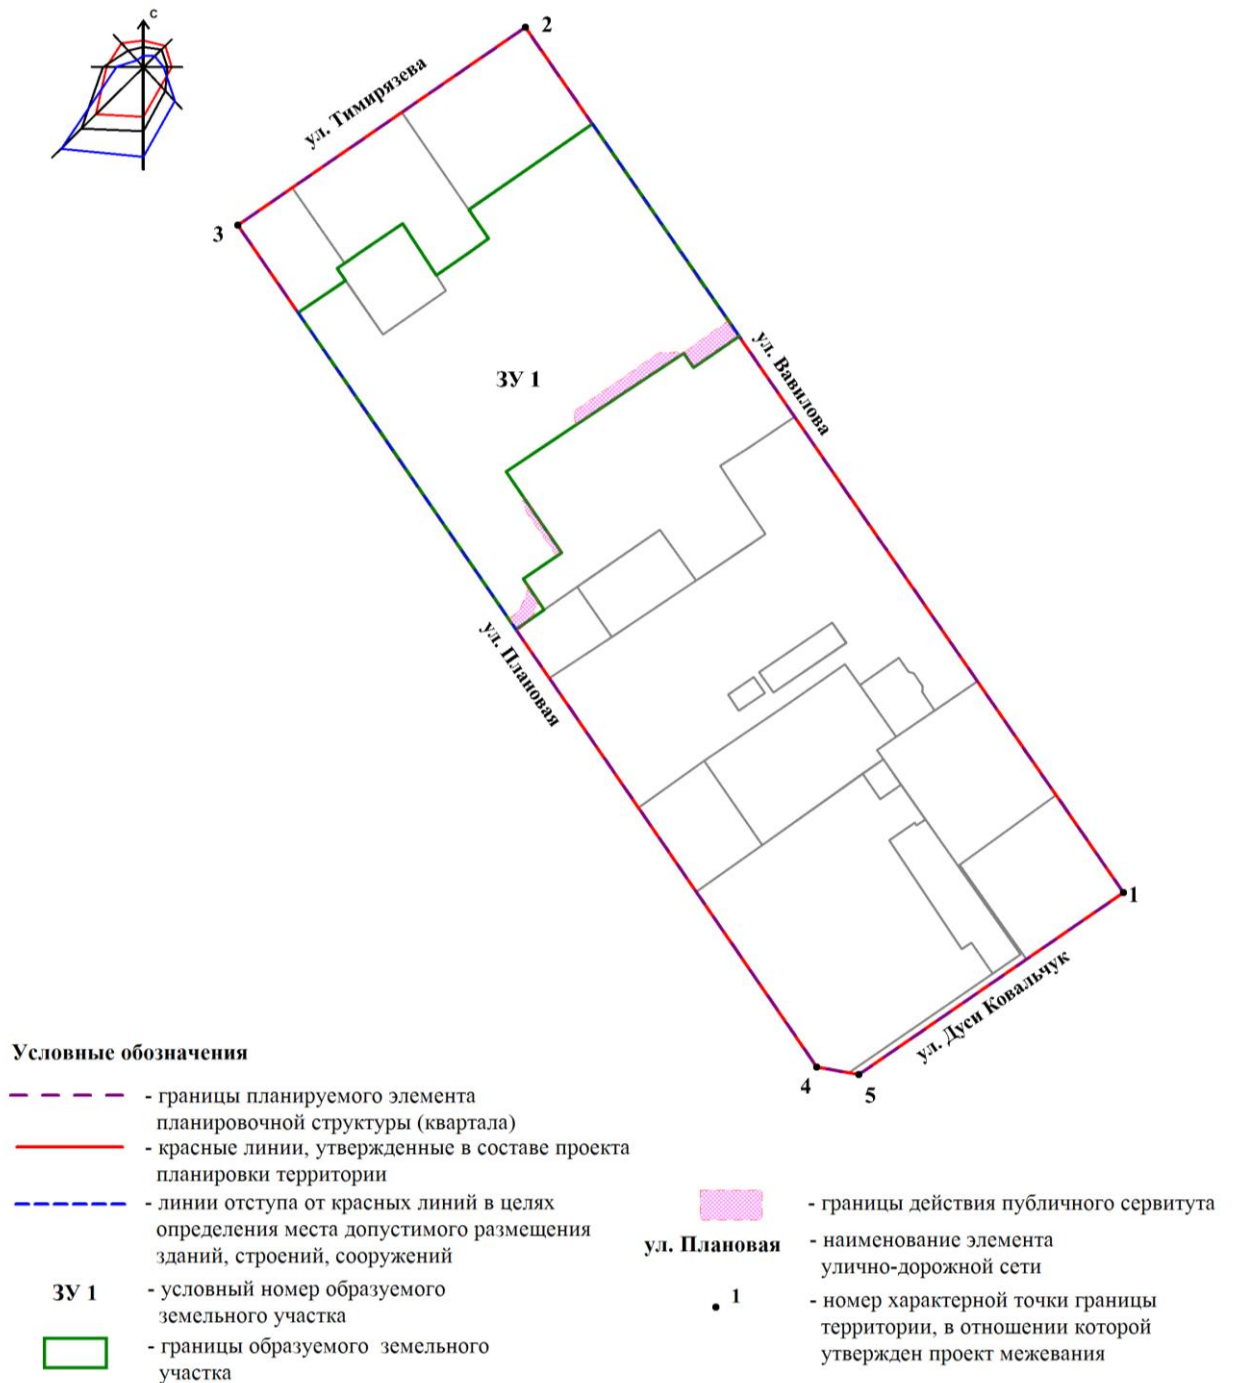 С
2
ул. Тимирязева
3
ул. Вавилова
ЗУ 1
ул. Плановая
1
ул. Дуси Ковальчук
4
5
Условные обозначения
- границы планируемого элемента
планировочной структуры (квартала)
- красные линии, утвержденные в составе проекта
планировки территории
- линии отступа от красных линий в целях
определения места допустимого размещения
зданий, строений, сооружений
ЗУ 1 - условный номер образуемого
земельного участка
- границы образуемого земельного
участка
- границы действия публичного сервитута
ул. Плановая - наименование элемента
улично-дорожной сети
1 - номер характерной точки границы
территории, в отношении которой
утвержден проект межевания